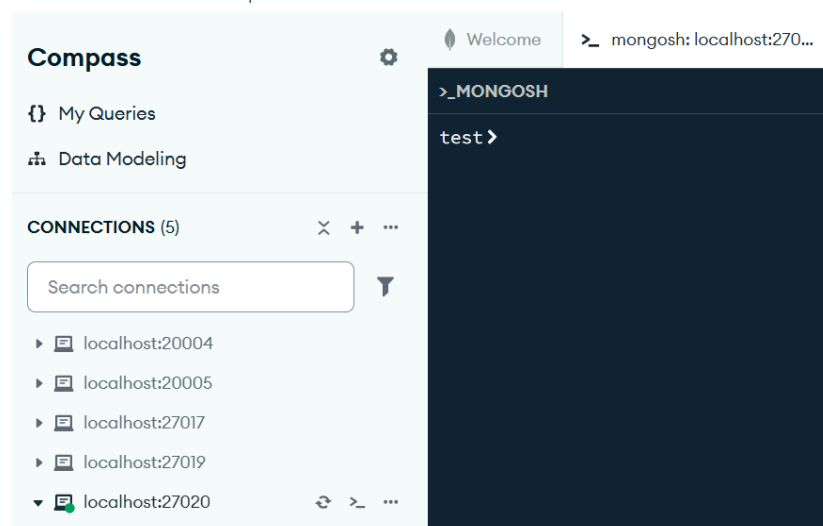 Compass
{} My Queries
Data Modeling
CONNECTIONS (5)
Search connections
localhost:20004
localhost:20005
localhost:27017
localhost:27019
localhost:27020
Welcome
>_ mongosh: localhost:270...
>_MONGOSH
test>